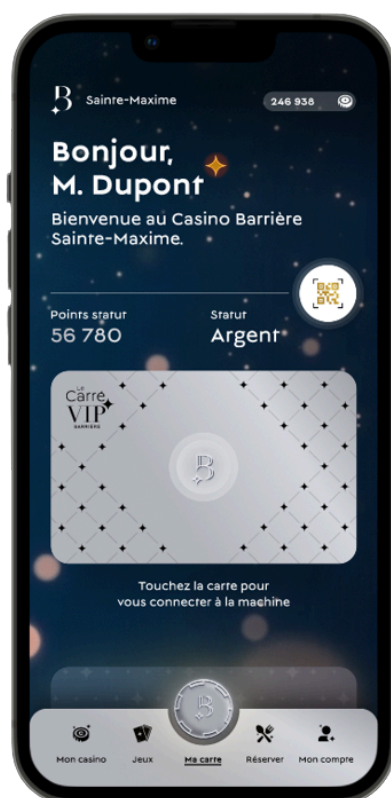 B Sainte-Maxime
246 938
Bonjour,
M. Dupont
Bienvenue au Casino Barrière
Sainte-Maxime.
Points statut
Statut
56 780
Argent
LE
Carré
VIP
BARRIÈRE
B
Touchez la carte pour
vous connecter à la machine
B
Mon casino
Jeux
Ma carte
Réserver
Mon compte